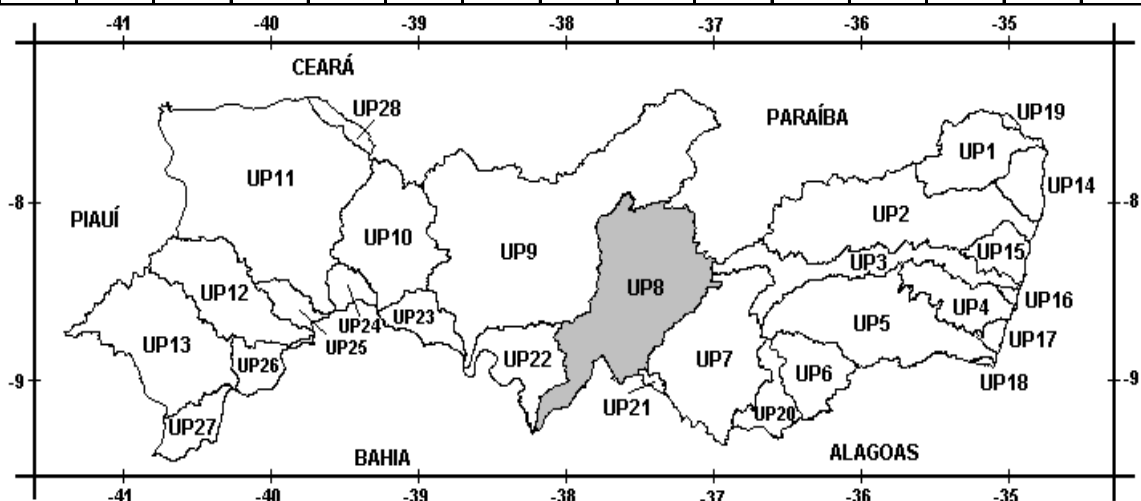 -41 -40 -39 -38 -37 -36 -35
CEARÁ
UP28
PARAÍBA
UP19
UP1
UP11
UP14
-8 -8
PIAUÍ
UP2
UP10
UP9
UP15
UP3
UP8
UP12
UP24
UP23
UP4
UP16
UP5
UP25
UP13
UP22
UP7
UP17
UP26
UP6
UP18
-9 -9
UP21
UP20
UP27
BAHIA
ALAGOAS
-41 -40 -39 -38 -37 -36 -35